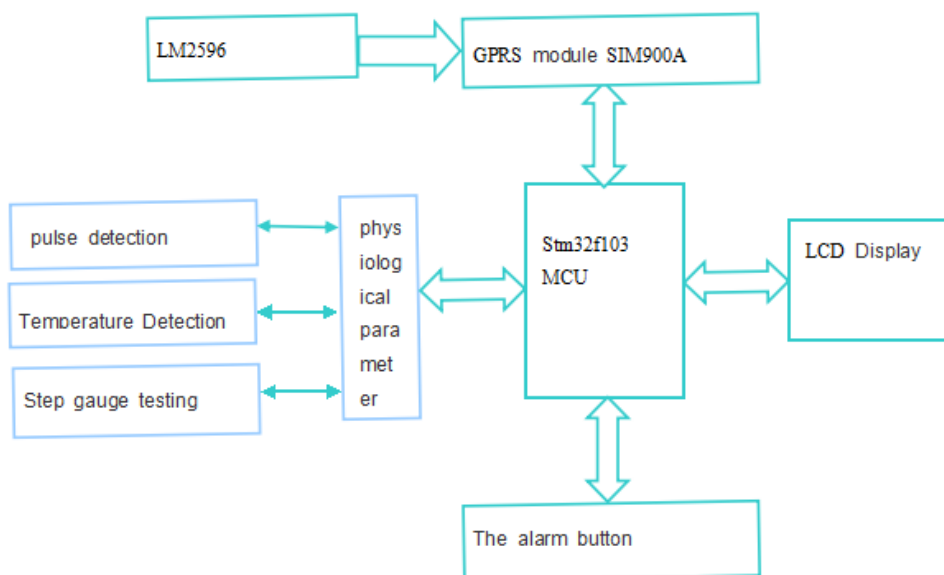 LM2596
GPRS module SIM900A
pulse detection
Temperature Detection
Step gauge testing
phys
iolog
ical
para
met
er
Stm32f103
MCU
LCD Display
The alarm button